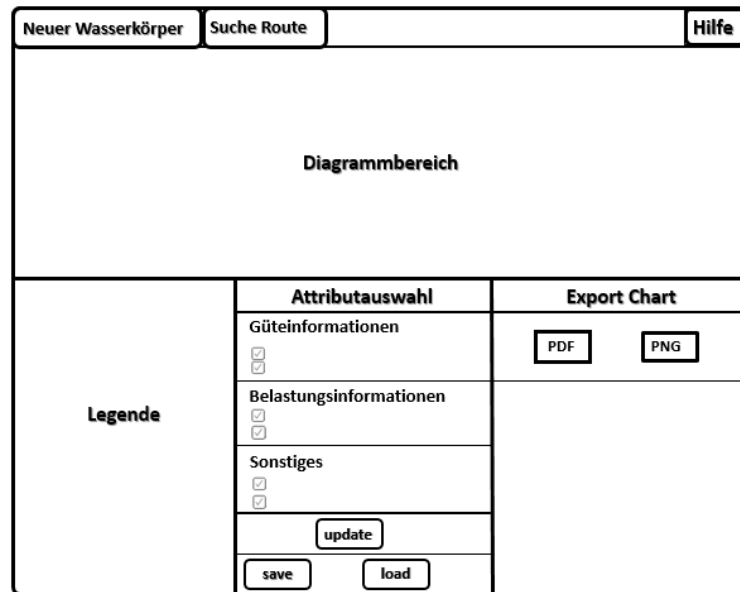 Neuer Wasserkörper
Suche Route
Hilfe
Diagrammbereich
Legende
Attributauswahl
Güteinformationen
Belastungsinformationen
Sonstiges
update
save
load
Export Chart
PDF
PNG